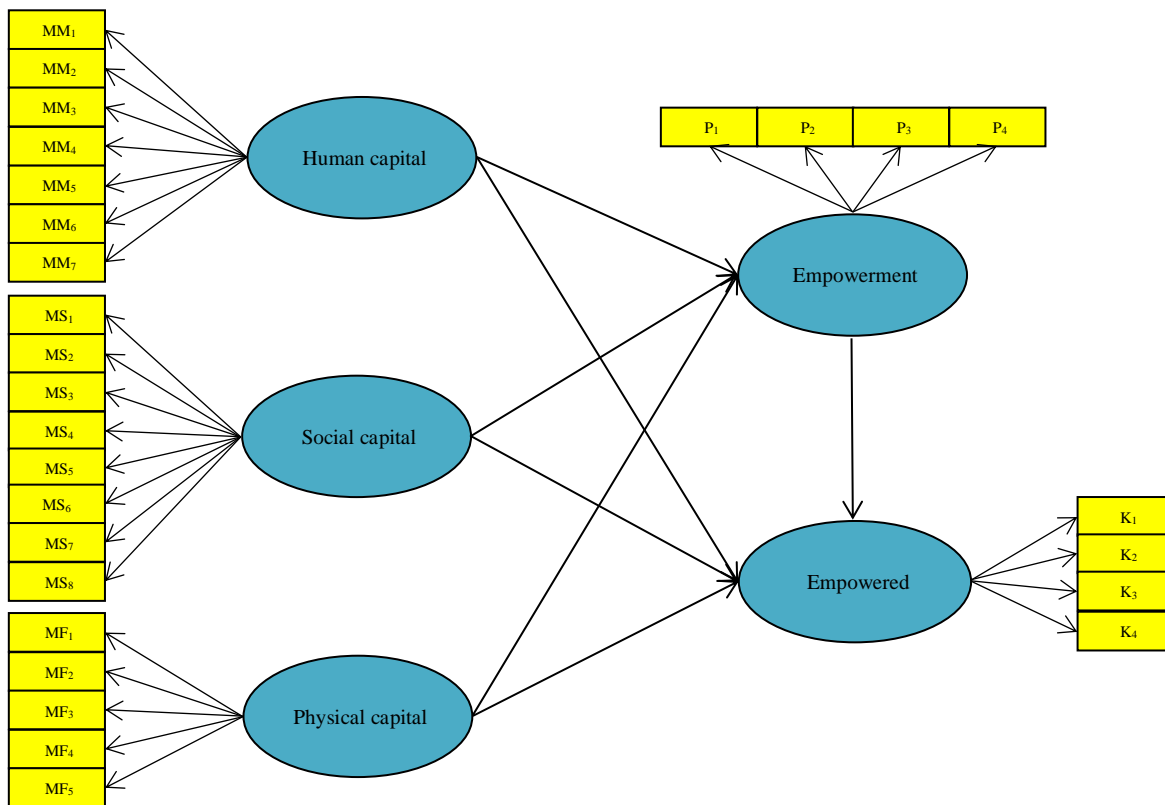 MM₁
MM₂
MM₃
MM₄
MM₅
MM₆
MM₇
Human capital
P₁ P₂ P₃ P₄
Empowerment
MS₁
MS₂
MS₃
MS₄
MS₅
MS₆
MS₇
MS₈
Social capital
Empowered
K₁
K₂
K₃
K₄
MF₁
MF₂
MF₃
MF₄
MF₅
Physical capital